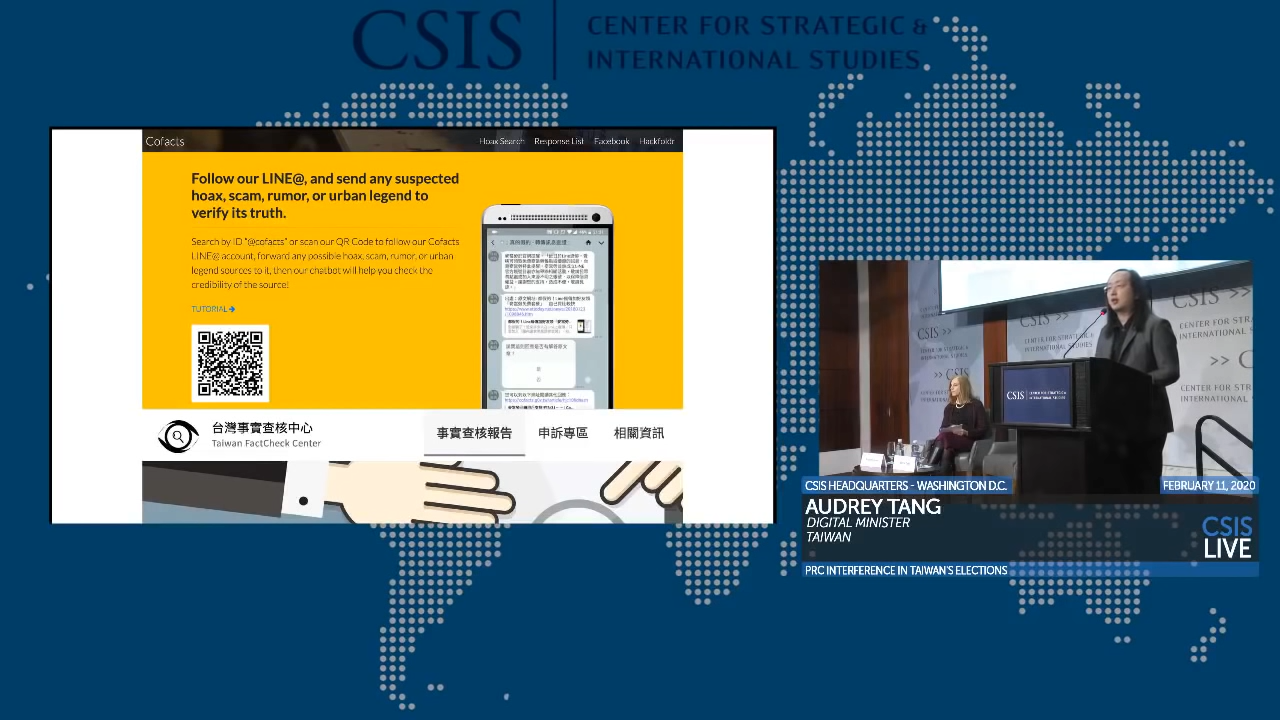 CSIS
CENTER FOR STRATEGIC &
INTERNATIONAL STUDIES
Cofacts
Hoax Search Response List Facebook Hackfoldr
Follow our LINE@, and send any suspected
hoax, scam, rumor, or urban legend to
verify its truth.
Search by ID "@cofacts" or scan our QR Code to follow our Cofacts
LINE@ account, forward any possible hoax, scam, rumor, or urban
legend sources to it, then our chatbot will help you check the
credibility of the source!
TUTORIAL
台灣事實查核中心
Taiwan FactCheck Center
事實查核報告 申訴專區 相關資訊
CSIS
CENTER FOR STRATEGIC &
INTERNATIONAL STUDIES
CSIS HEADQUARTERS - WASHINGTON D.C.
FEBRUARY 11, 2020
AUDREY TANG
DIGITAL MINISTER
TAIWAN
CSIS
LIVE
PRC INTERFERENCE IN TAIWAN'S ELECTIONS